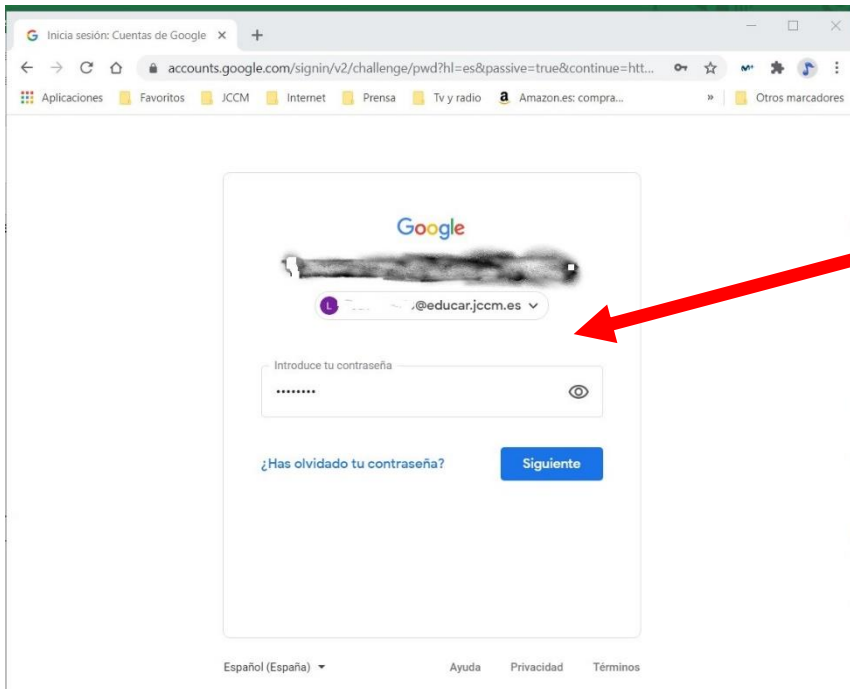 Inicia sesión: Cuentas de Google
accounts.google.com/signin/v2/challenge/pwd?hl=es&passive=true&continue=htt...
Aplicaciones Favoritos JCCM Internet Prensa Tv y radio Amazon.es: compra... » Otros marcadores
Google
L @educar.jccm.es
Introduce tu contraseña
••••••••
¿Has olvidado tu contraseña? Siguiente
Español (España) Ayuda Privacidad Términos